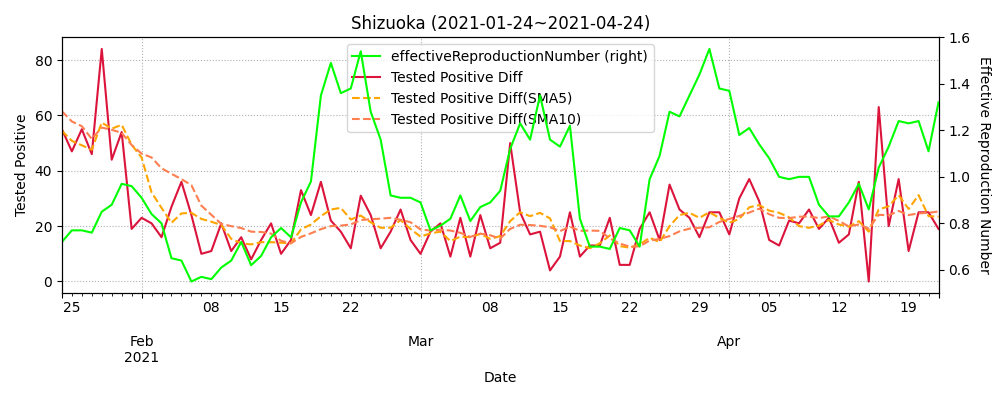 Shizuoka (2021-01-24~2021-04-24)
effectiveReproductionNumber (right)
Tested Positive Diff
Tested Positive Diff(SMA5)
Tested Positive Diff(SMA10)
Tested Positive
80
60
40
20
0
1.6
1.4
1.2
1.0
0.8
0.6
Effective Reproduction Number
25 08 15 22 08 15 22 29 05 12 19
Feb Mar Apr
2021
Date